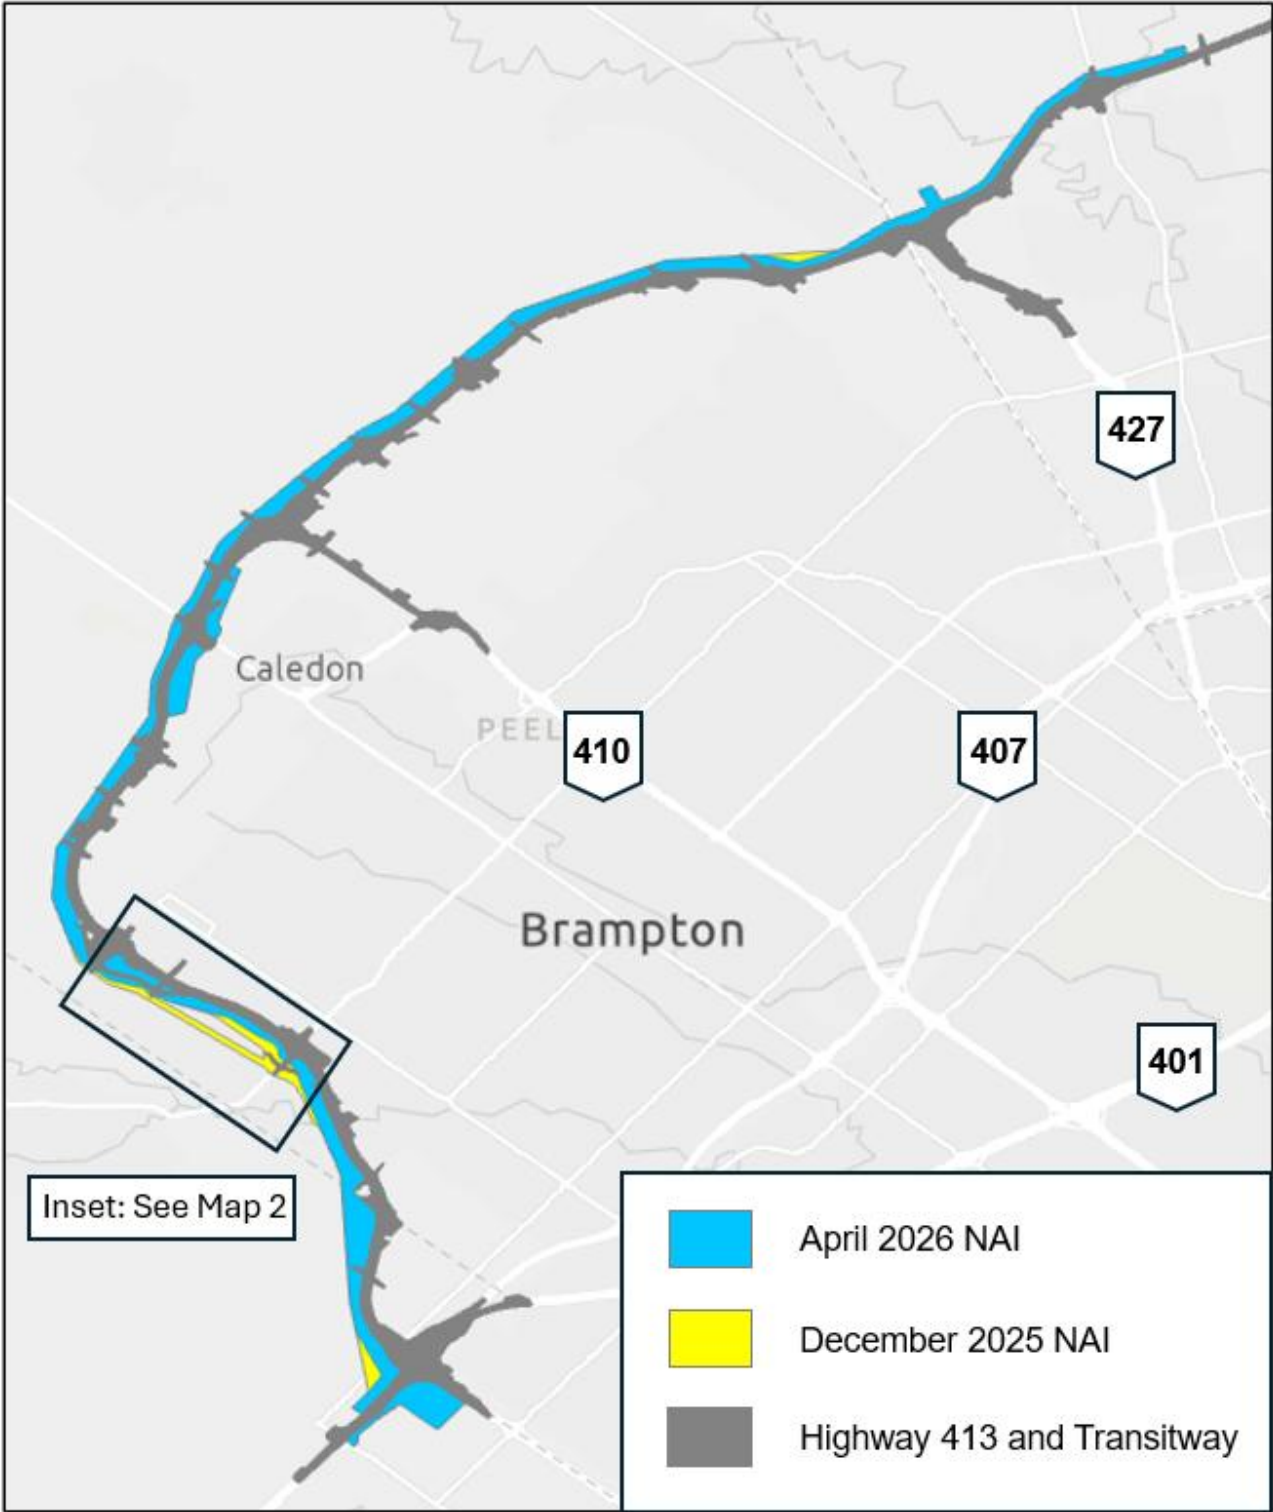 427
Caledon
PEEL
410
407
Brampton
401
Inset: See Map 2
April 2026 NAI
December 2025 NAI
Highway 413 and Transitway